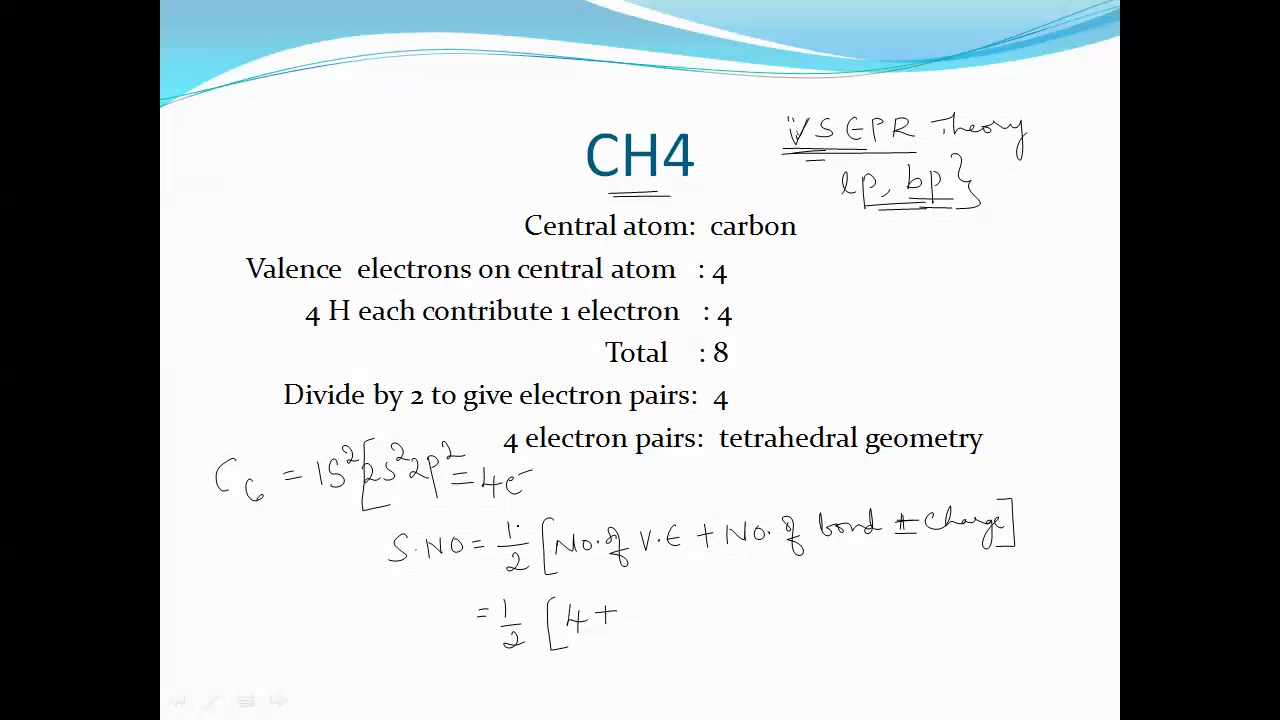 VSEPR Theory
CH4
lp, bp}
Central atom: carbon
Valence electrons on central atom : 4
4 H each contribute 1 electron : 4
Total : 8
Divide by 2 to give electron pairs: 4
4 electron pairs: tetrahedral geometry
C6 = 1S² [2S² 2P² = 4e⁻
S.NO = 1/2 [No. of V.E + NO. of bond ± charge]
= 1/2 [4 +